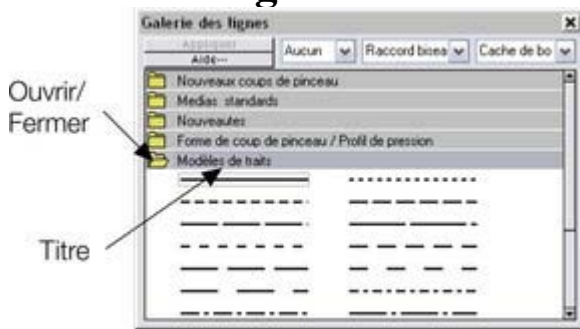 Galerie des lignes
Appliquer
Aide...
Aucun
Raccord bisea
Cache de bo
Nouveaux coups de pinceau
Medias standards
Nouveautes
Forme de coup de pinceau / Profil de pression
Modèles de traits
Ouvrir/
Fermer
Titre